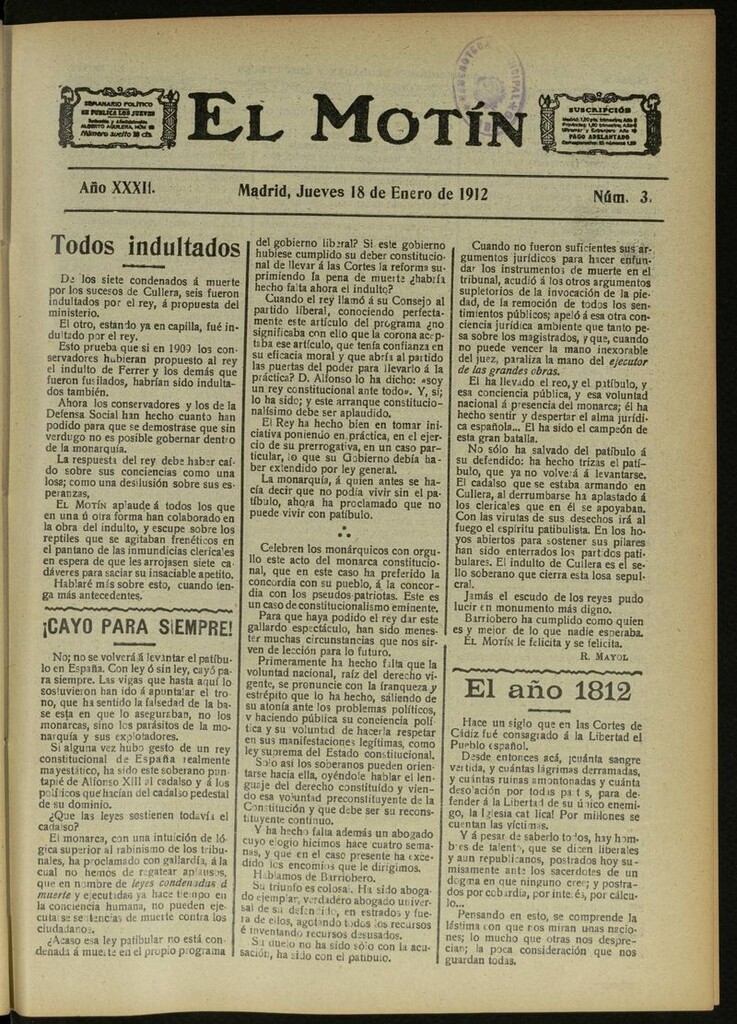 SEMANARIO POLÍTICO
SE PUBLICA LOS JUEVES
Redacción y Administración
ALBERTO AGUILERA, NÚM
Número suelto 10 cts.
EL MOTÍN
SUSCRIPCIÓN
PAGO ADELANTADO
Año XXXII.
Madrid, Jueves 18 de Enero de 1912
Núm. 3.
Todos indultados
De los siete condenados á muerte
por los sucesos de Cullera, seis fueron
indultados por el rey, á propuesta del
ministerio.
El otro, estando ya en capilla, fué in-
dultado por el rey.
Esto prueba que si en 1909 los con-
servadores hubieran propuesto al rey
el indulto de Ferrer y los demás que
fueron fusilados, habrían sido indulta-
dos también.
Ahora los conservadores y los de la
Defensa Social han hecho cuanto han
podido para que se demostrase que sin
verdugo no es posible gobernar dentro
de la monarquía.
La respuesta del rey debe haber caí-
do sobre sus conciencias como una
losa; como una desilusión sobre sus es-
peranzas,
EL MOTÍN aplaude á todos los que
en una ú otra forma han colaborado en
la obra del indulto, y escupe sobre los
reptiles que se agitaban frenéticos en
el pantano de las inmundicias clericales
en espera de que les arrojasen siete ca-
dáveres para saciar su insaciable apetito.
Hablaré más sobre esto, cuando ten-
ga más antecedentes.
¡CAYO PARA SIEMPRE!
No; no se volverá á levantar el patíbu-
lo en España. Con ley ó sin ley, cayó pa-
ra siempre. Las vigas que hasta aquí lo
sostuvieron han ido á apuntalar el tro-
no, que ha sentido la falsedad de la ba-
se esta en que lo aseguraban, no los
monarcas, sino los parásitos de la mo-
narquía y sus explotadores.
Si alguna vez hubo gesto de un rey
constitucional de España realmente
mayestático, ha sido este soberano pun-
tapié de Alfonso XIII al cadalso y á los
políticos que hacían del cadalso pedestal
de su dominio.
¿Que las leyes sostienen todavía el
cadalso?
El monarca, con una intuición de ló-
gica superior al rabinismo de los tribu-
nales, ha proclamado con gallardía, á la
cual no hemos de regatear aplausos,
que en nombre de leyes condenadas á
muerte y ejecutadas ya hace tiempo en
la conciencia humana, no pueden eje-
cutarse sentencias de muerte contra los
ciudadanos.
¿Acaso esa ley patibular no está con-
denada á muerte en el propio programa
del gobierno liberal? Si este gobierno
hubiese cumplido su deber constitucio-
nal de llevar á las Cortes la reforma su-
primiendo la pena de muerte ¿habría
hecho falta ahora el indulto?
Cuando el rey llamó á su Consejo al
partido liberal, conociendo perfecta-
mente este artículo del programa ¿no
significaba con ello que la corona acep-
taba ese artículo, que tenía confianza en
su eficacia moral y que abría al partido
las puertas del poder para llevarlo á la
práctica? D. Alfonso lo ha dicho: «soy
un rey constitucional ante todo». Y, sí;
lo ha sido; y este arranque constitucio-
nalísimo debe ser aplaudido.
El Rey ha hecho bien en tomar ini-
ciativa poniendo en práctica, en el ejer-
cio de su prerrogativa, en un caso par-
ticular, lo que su Gobierno debía ha-
ber extendido por ley general.
La monarquía, á quien antes se ha-
cía decir que no podía vivir sin el pa-
tíbulo, ahora ha proclamado que no
puede vivir con patíbulo.
Celebren los monárquicos con orgu-
llo este acto del monarca constitucio-
nal, que en este caso ha preferido la
concordia con su pueblo, á la concor-
dia con los pseudos-patriotas. Este es
un caso de constitucionalismo eminente.
Para que haya podido el rey dar este
gallardo espectáculo, han sido menes-
ter muchas circunstancias que nos sir-
ven de lección para lo futuro.
Primeramente ha hecho falta que la
voluntad nacional, raíz del derecho vi-
gente, se pronuncie con la franqueza y
estrépito que lo ha hecho, saliendo de
su atonía ante los problemas políticos,
y haciendo pública su conciencia polí-
tica y su voluntad de hacerla respetar
en sus manifestaciones legítimas, como
ley suprema del Estado constitucional.
Sólo así los soberanos pueden orien-
tarse hacia ella, oyéndole hablar el len-
guaje del derecho constituído y vien-
do esa voluntad preconstituyente de la
Constitución y que debe ser su recons-
tituyente continuo.
Y ha hecho falta además un abogado
cuyo elogio hicimos hace cuatro sema-
nas, y que en el caso presente ha exce-
dido los encomios que le dirigimos.
Hablamos de Barriobero.
Su triunfo es colosal. Ha sido aboga-
do ejemplar, verdadero abogado univer-
sal de su defendido, en estrados y fue-
ra de ellos, agotando todos los recursos
é inventando recursos desusados.
Su duelo no ha sido sólo con la acu-
sación, ha sido con el patíbulo.
Cuando no fueron suficientes sus ar-
gumentos jurídicos para hacer enfun-
dar los instrumentos de muerte en el
tribunal, acudió á los otros argumentos
supletorios de la invocación de la pie-
dad, de la remoción de todos los sen-
timientos públicos; apeló á esa otra con-
ciencia jurídica ambiente que tanto pe-
sa sobre los magistrados, y que, cuando
no puede vencer la mano inexorable
del juez, paraliza la mano del ejecutor
de las grandes obras.
El ha llevado el reo, y el patíbulo, y
esa conciencia pública, y esa voluntad
nacional á presencia del monarca; él ha
hecho sentir y despertar el alma jurídi-
ca española... El ha sido el campeón de
esta gran batalla.
No sólo ha salvado del patíbulo á
su defendido: ha hecho trizas el patí-
bulo, que ya no volverá á levantarse.
El cadalso que se estaba armando en
Cullera, al derrumbarse ha aplastado á
los clericales que en él se apoyaban.
Con las virutas de sus desechos irá al
fuego el espíritu patibulista. En los ho-
yos abiertos para sostener sus pilares
han sido enterrados los partidos pati-
bulares. El indulto de Cullera es el se-
llo soberano que cierra esta losa sepul-
cral.
Jamás el escudo de los reyes pudo
lucir en monumento más digno.
Barriobero ha cumplido como quien
es y mejor de lo que nadie esperaba.
EL MOTÍN le felicita y se felicita.
R. MAYOL
El año 1812
Hace un siglo que en las Cortes de
Cádiz fué consagrado á la Libertad el
Pueblo español.
Desde entonces acá, ¡cuánta sangre
vertida, y cuántas lágrimas derramadas,
y cuántas ruinas amontonadas y cuánta
desolación por todas partes, para de-
fender á la Libertad de su único enemi-
go, la Iglesia católica! Por millones se
cuentan las víctimas.
Y á pesar de saberlo todos, hay hom-
bres de talento, que se dicen liberales
y aun republicanos, postrados hoy su-
misamente ante los sacerdotes de un
dogma en que ninguno cree; y postra-
dos por cobardía, por interés, por cálcu-
lo...
Pensando en esto, se comprende la
lástima con que nos miran unas nacio-
nes; lo mucho que otras nos despre-
cian; la poca consideración que nos
guardan todas.